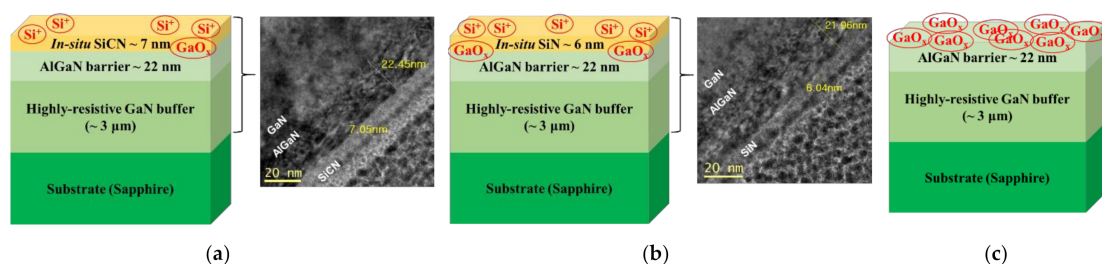 Si⁺ Si⁺ Si⁺ Si⁺
In-situ SiCN ~ 7 nm
GaOₓ
AlGaN barrier ~ 22 nm
Highly-resistive GaN buffer
(~ 3 µm)
Substrate (Sapphire)
22.45nm
7.05nm
GaN
AlGaN
SiCN
20 nm
(a)
Si⁺ Si⁺ Si⁺ Si⁺
In-situ SiN ~ 6 nm
GaOₓ GaOₓ
AlGaN barrier ~ 22 nm
Highly-resistive GaN buffer
(~ 3 µm)
Substrate (Sapphire)
21.96nm
6.04nm
GaN
AlGaN
SiN
20 nm
(b)
GaOₓ GaOₓ
GaOₓ GaOₓ GaOₓ
GaOₓ GaOₓ GaOₓ
AlGaN barrier ~ 22 nm
Highly-resistive GaN buffer
(~ 3 µm)
Substrate (Sapphire)
(c)